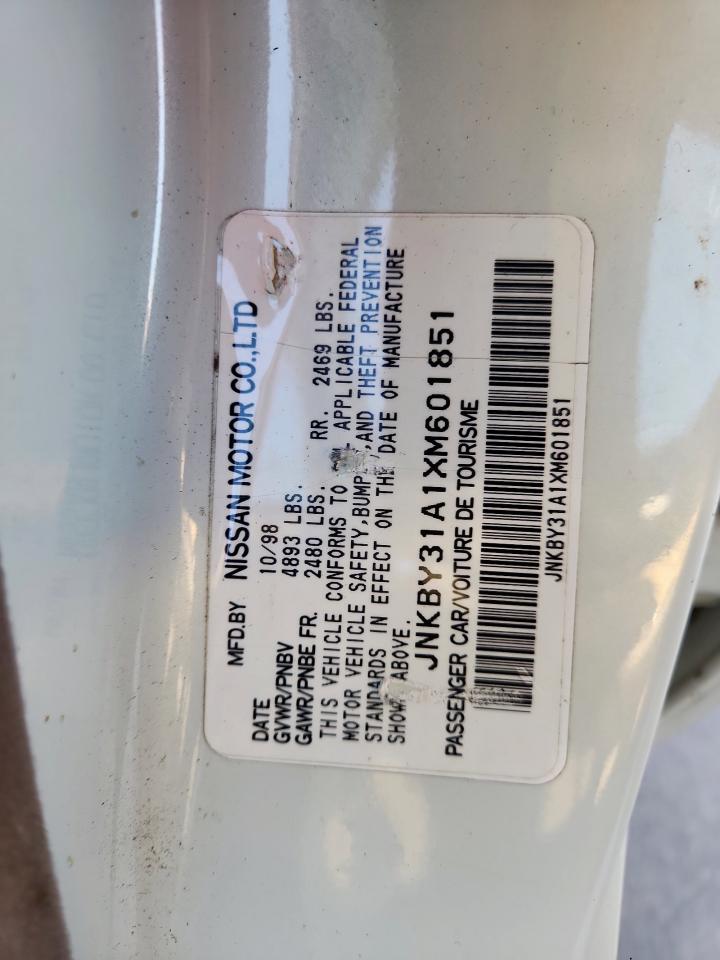 MFD.BY NISSAN MOTOR CO.,LTD
DATE 10/98
GVWR/PNBV 4893 LBS.
GAWR/PNBE FR. 2480 LBS. RR. 2469 LBS.
THIS VEHICLE CONFORMS TO APPLICABLE FEDERAL
MOTOR VEHICLE SAFETY, ,AND THEFT PREVENTION
STANDARDS IN EFFECT ON THE DATE OF MANUFACTURE
SHOWN ABOVE.
JNKBY31A1XM601851
PASSENGER CAR/VOITURE DE TOURISME
JNKBY31A1XM601851